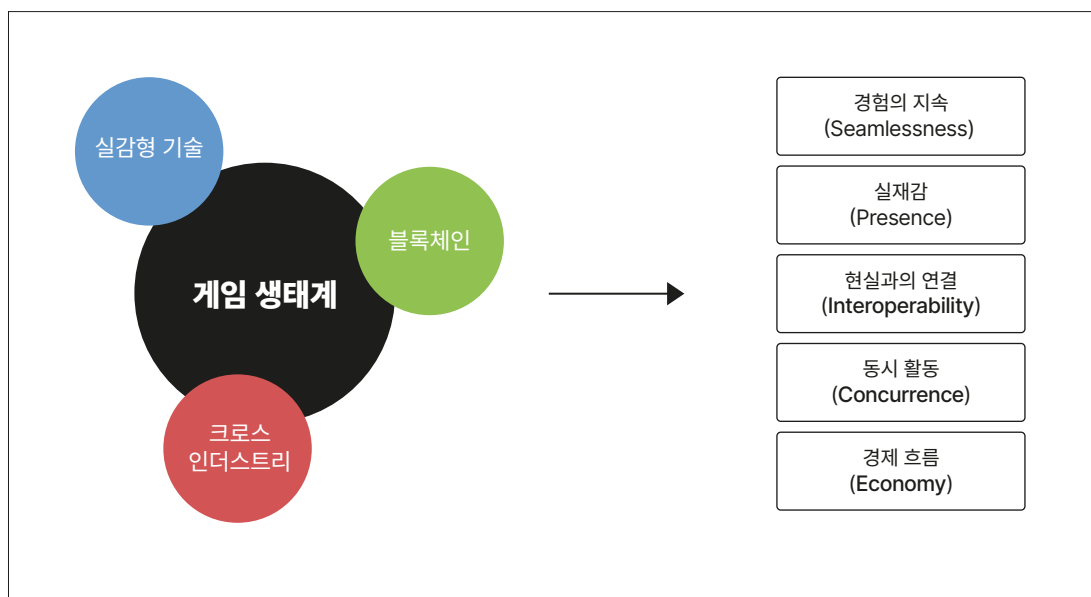 실감형 기술
블록체인
게임 생태계
크로스
인더스트리
경험의 지속
(Seamlessness)
실재감
(Presence)
현실과의 연결
(Interoperability)
동시 활동
(Concurrence)
경제 흐름
(Economy)